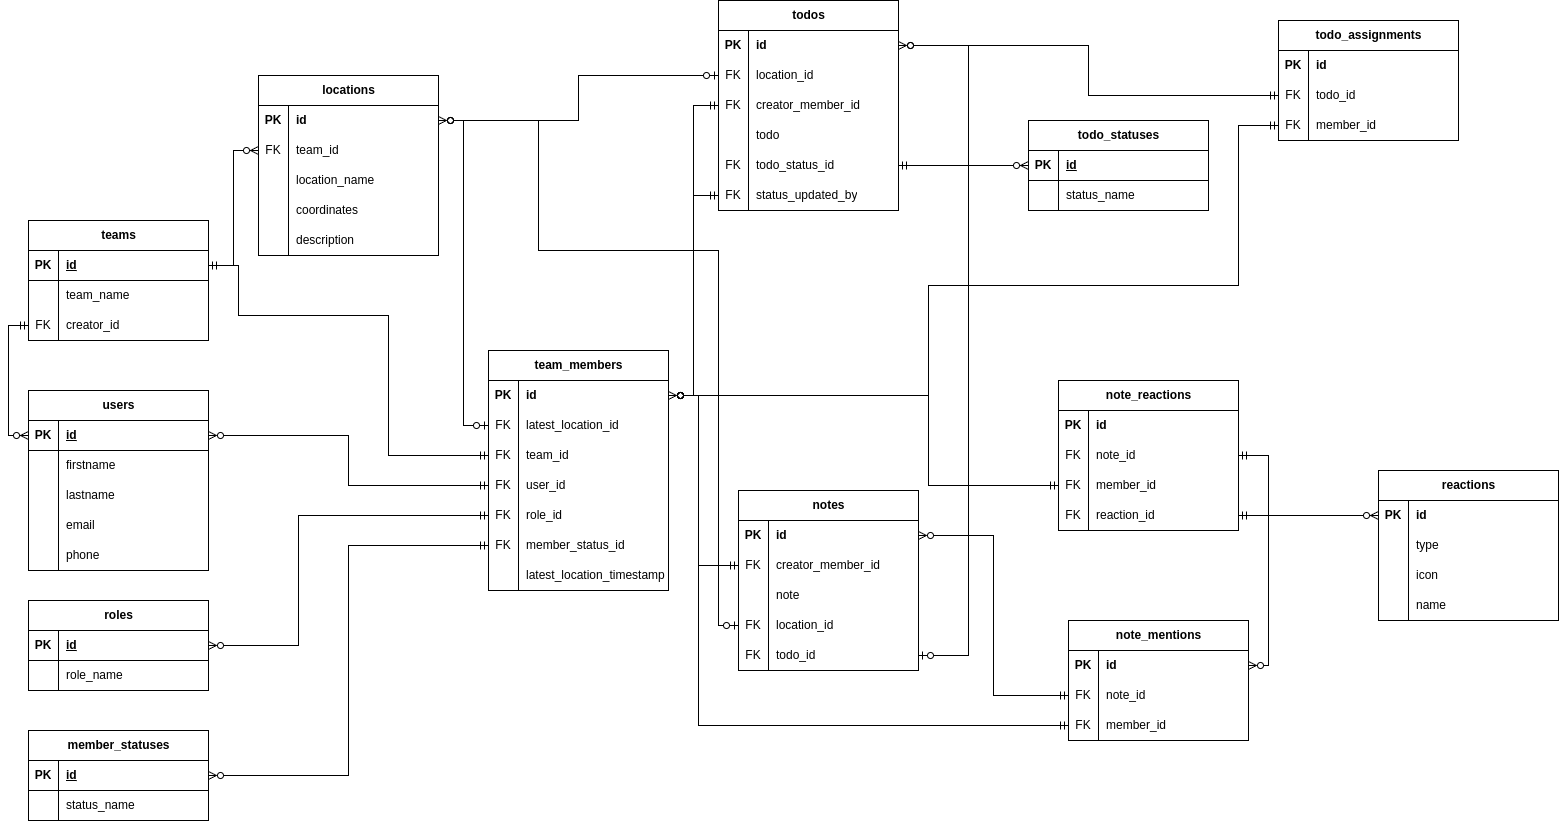 todos
PK id
FK location_id
FK creator_member_id
todo
FK todo_status_id
FK status_updated_by
todo_assignments
PK id
FK todo_id
FK member_id
locations
PK id
FK team_id
location_name
coordinates
description
todo_statuses
PK id
status_name
teams
PK id
team_name
FK creator_id
team_members
PK id
FK latest_location_id
FK team_id
FK user_id
FK role_id
FK member_status_id
latest_location_timestamp
users
PK id
firstname
lastname
email
phone
note_reactions
PK id
FK note_id
FK member_id
FK reaction_id
reactions
PK id
type
icon
name
notes
PK id
FK creator_member_id
note
FK location_id
FK todo_id
roles
PK id
role_name
note_mentions
PK id
FK note_id
FK member_id
member_statuses
PK id
status_name